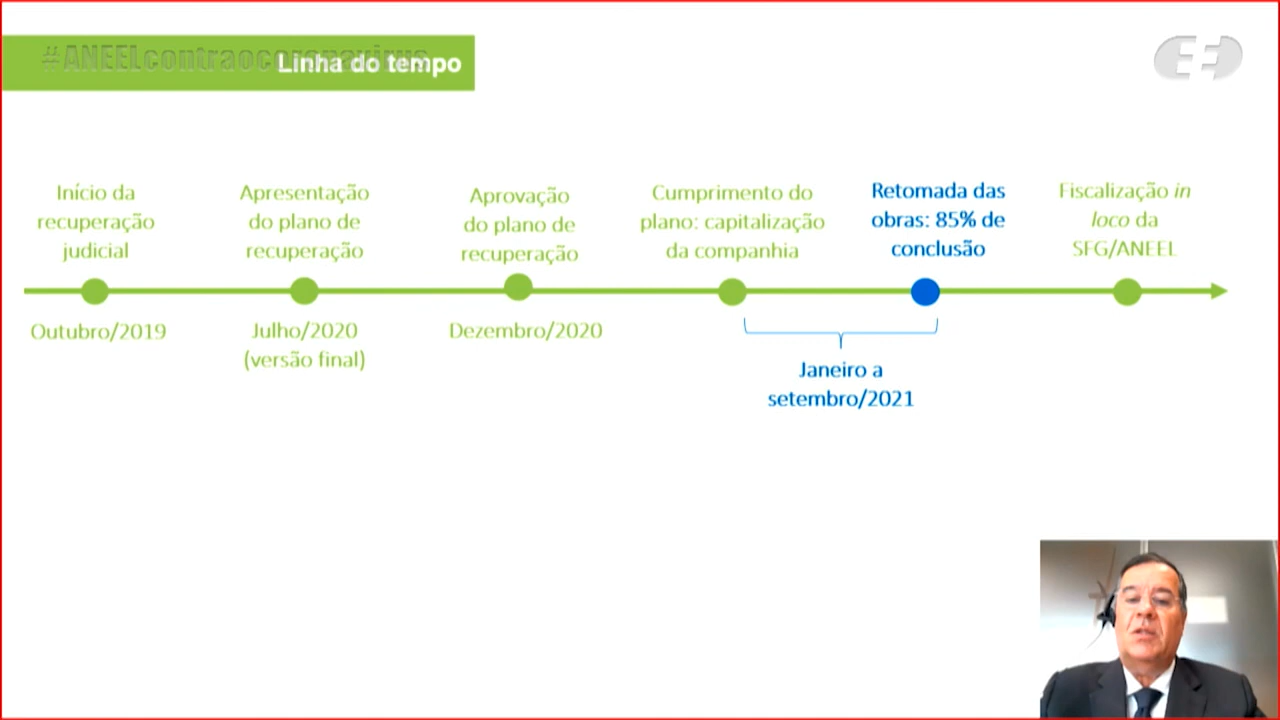 #ANEELcontraocoronavirus
Linha do tempo
Início da
recuperação
judicial
Apresentação
do plano de
recuperação
Aprovação
do plano de
recuperação
Cumprimento do
plano: capitalização
da companhia
Retomada das
obras: 85% de
conclusão
Fiscalização in
loco da
SFG/ANEEL
Outubro/2019
Julho/2020
(versão final)
Dezembro/2020
Janeiro a
setembro/2021